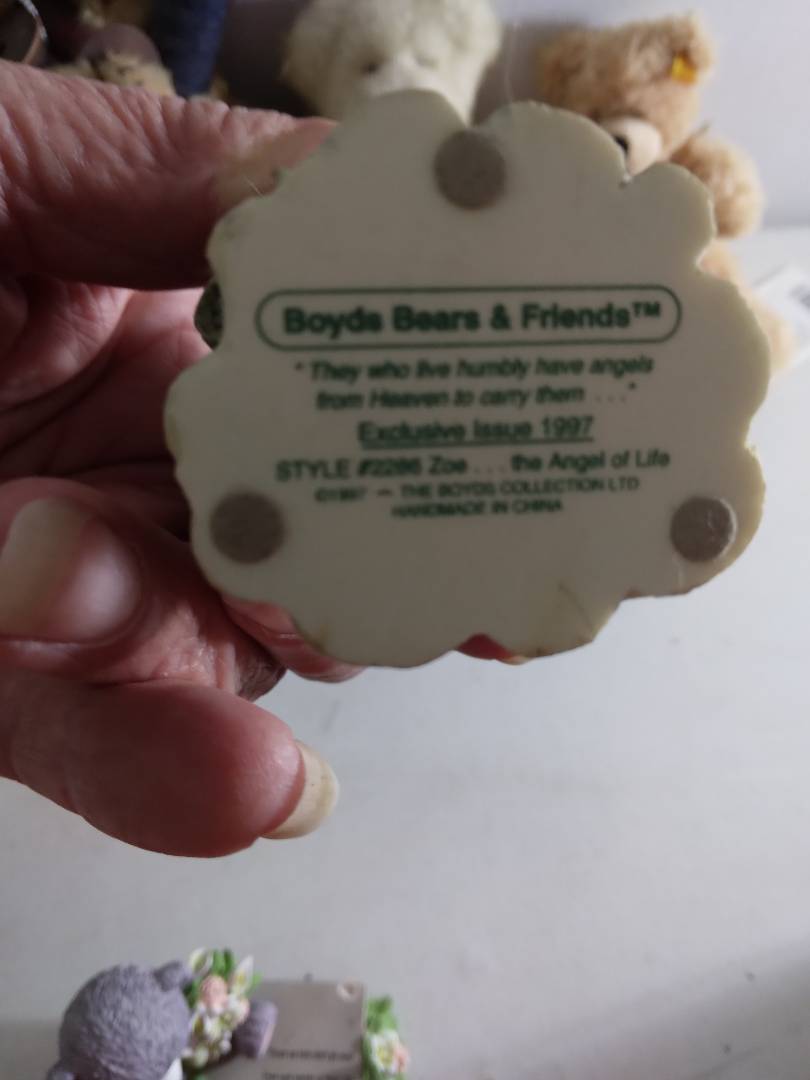 Boyds Bears & Friends™
"They who live humbly have angels
from Heaven to carry them . . ."
Exclusive Issue 1997
STYLE #2286 Zoe . . . the Angel of Life
©1997 — THE BOYDS COLLECTION LTD
HANDMADE IN CHINA